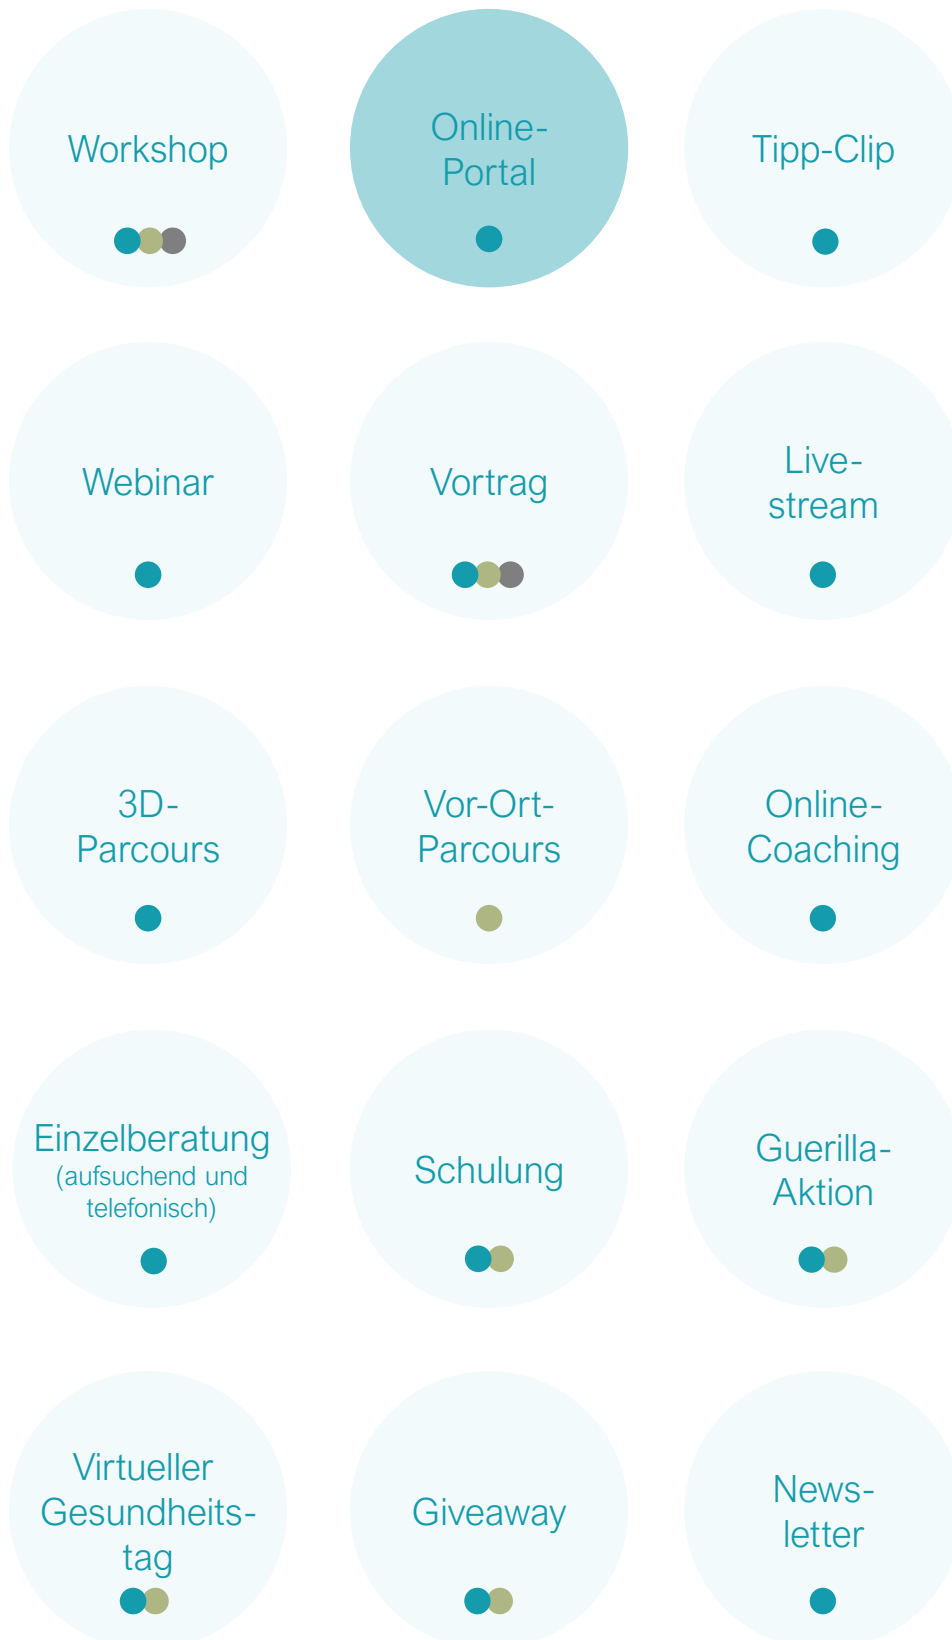 Workshop
Online-
Portal
Tipp-Clip
Webinar
Vortrag
Live-
stream
3D-
Parcours
Vor-Ort-
Parcours
Online-
Coaching
Einzelberatung
(aufsuchend und
telefonisch)
Schulung
Guerilla-
Aktion
Virtueller
Gesundheits-
tag
Giveaway
News-
letter